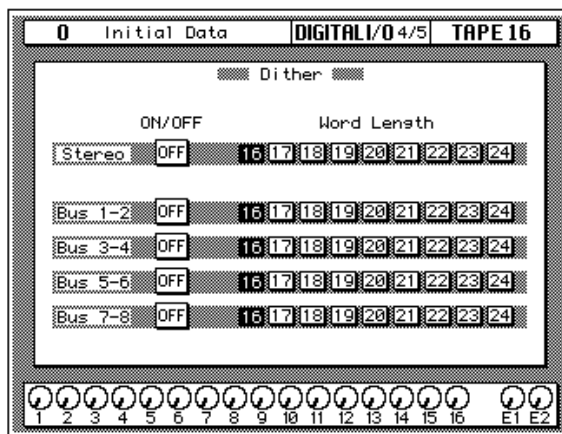 0 Initial Data DIGITAL I/O 4/5 TAPE 16
Dither
ON/OFF Word Length
Stereo OFF 16 17 18 19 20 21 22 23 24
Bus 1-2 OFF 16 17 18 19 20 21 22 23 24
Bus 3-4 OFF 16 17 18 19 20 21 22 23 24
Bus 5-6 OFF 16 17 18 19 20 21 22 23 24
Bus 7-8 OFF 16 17 18 19 20 21 22 23 24
1 2 3 4 5 6 7 8 9 10 11 12 13 14 15 16 E1 E2